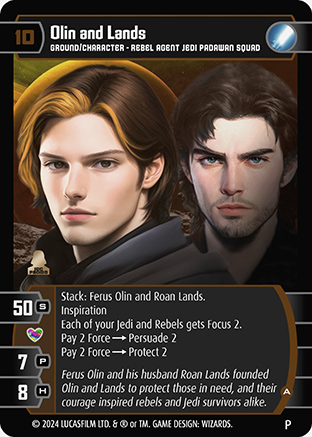 10
Olin and Lands
GROUND/CHARACTER - REBEL AGENT JEDI PADAWAN SQUAD
50 S
7 P
8 H
Stack: Ferus Olin and Roan Lands.
Inspiration
Each of your Jedi and Rebels gets Focus 2.
Pay 2 Force → Persuade 2
Pay 2 Force → Protect 2
Ferus Olin and his husband Roan Lands founded
Olin and Lands to protect those in need, and their
courage inspired rebels and Jedi survivors alike.
A
© 2024 LUCASFILM LTD. & ® or TM. GAME DESIGN: WIZARDS.
P